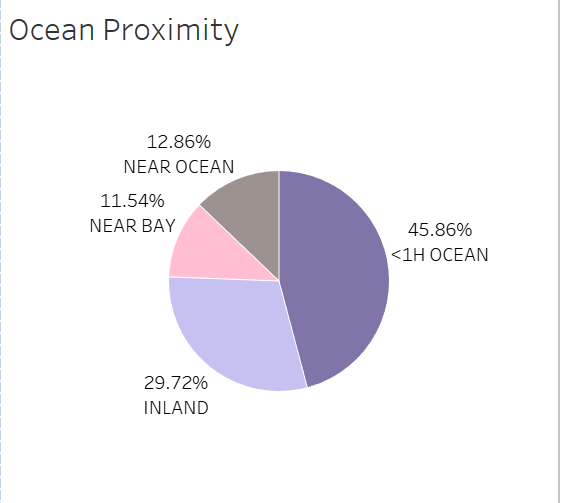 Ocean Proximity
12.86%
NEAR OCEAN
11.54%
NEAR BAY
45.86%
<1H OCEAN
29.72%
INLAND